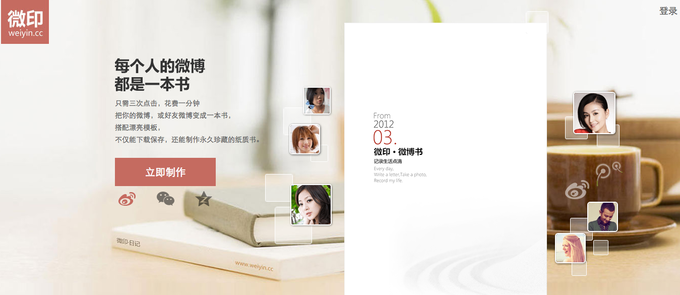 微印
weiyin.cc
登录
每个人的微博
都是一本书
只需三次点击，花费一分钟
把你的微博，或好友微博变成一本书，
搭配漂亮模板，
不仅能下载保存，还能制作永久珍藏的纸质书。
立即制作
From
2012
03.
微印·微博书
记录生活点滴
Every day,
Write a letter,Take a photo,
Record my life.
微印·日记
www.weiyin.cc